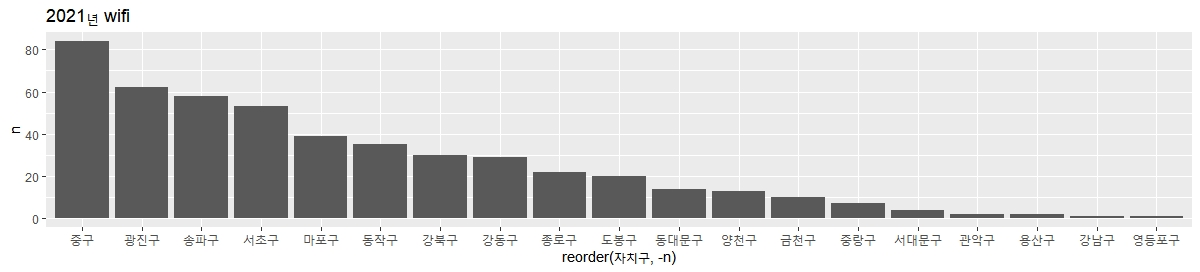 2021년 wifi
80
60
40
20
0
n
중구 광진구 송파구 서초구 마포구 동작구 강북구 강동구 종로구 도봉구 동대문구 양천구 금천구 중랑구 서대문구 관악구 용산구 강남구 영등포구
reorder(자치구, -n)